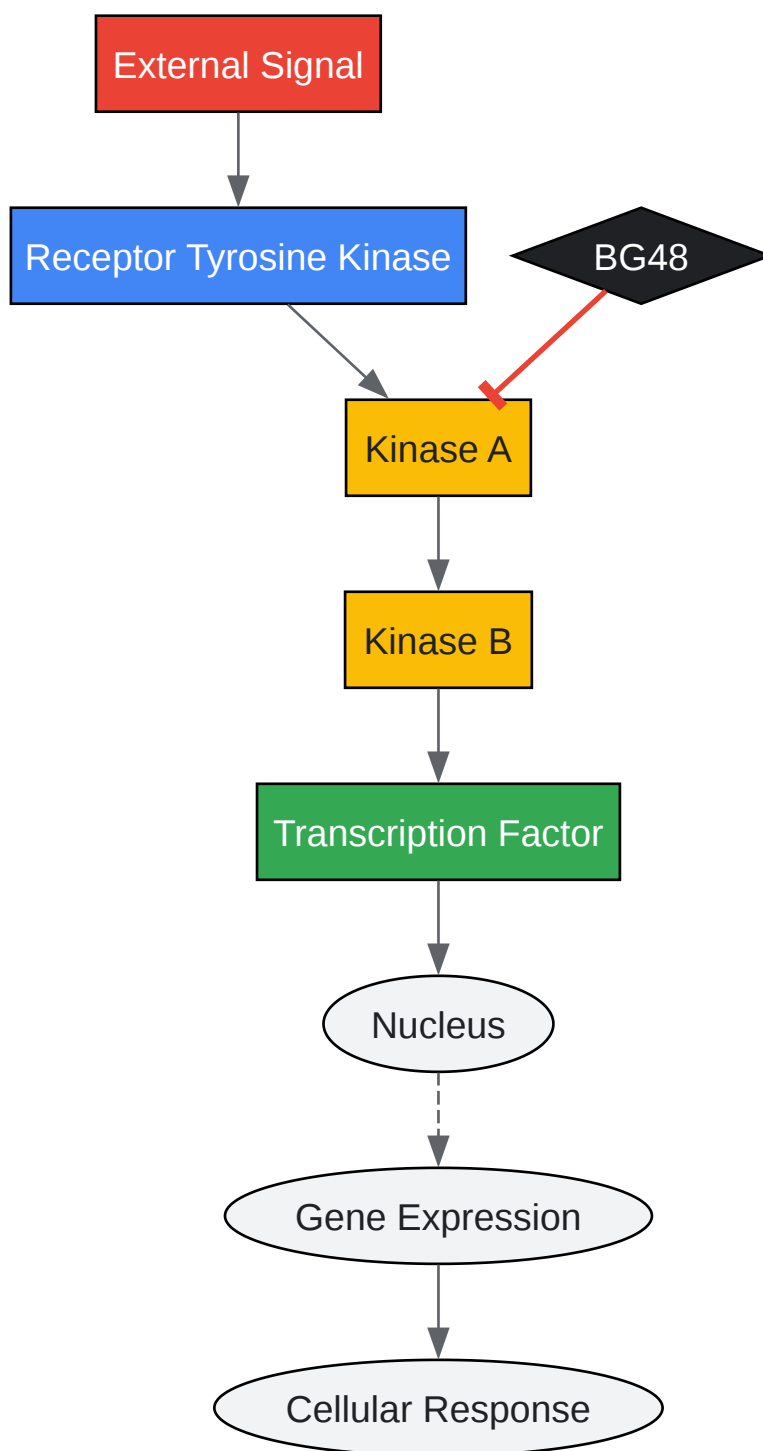 External Signal
Receptor Tyrosine Kinase
BG48
Kinase A
Kinase B
Transcription Factor
Nucleus
Gene Expression
Cellular Response